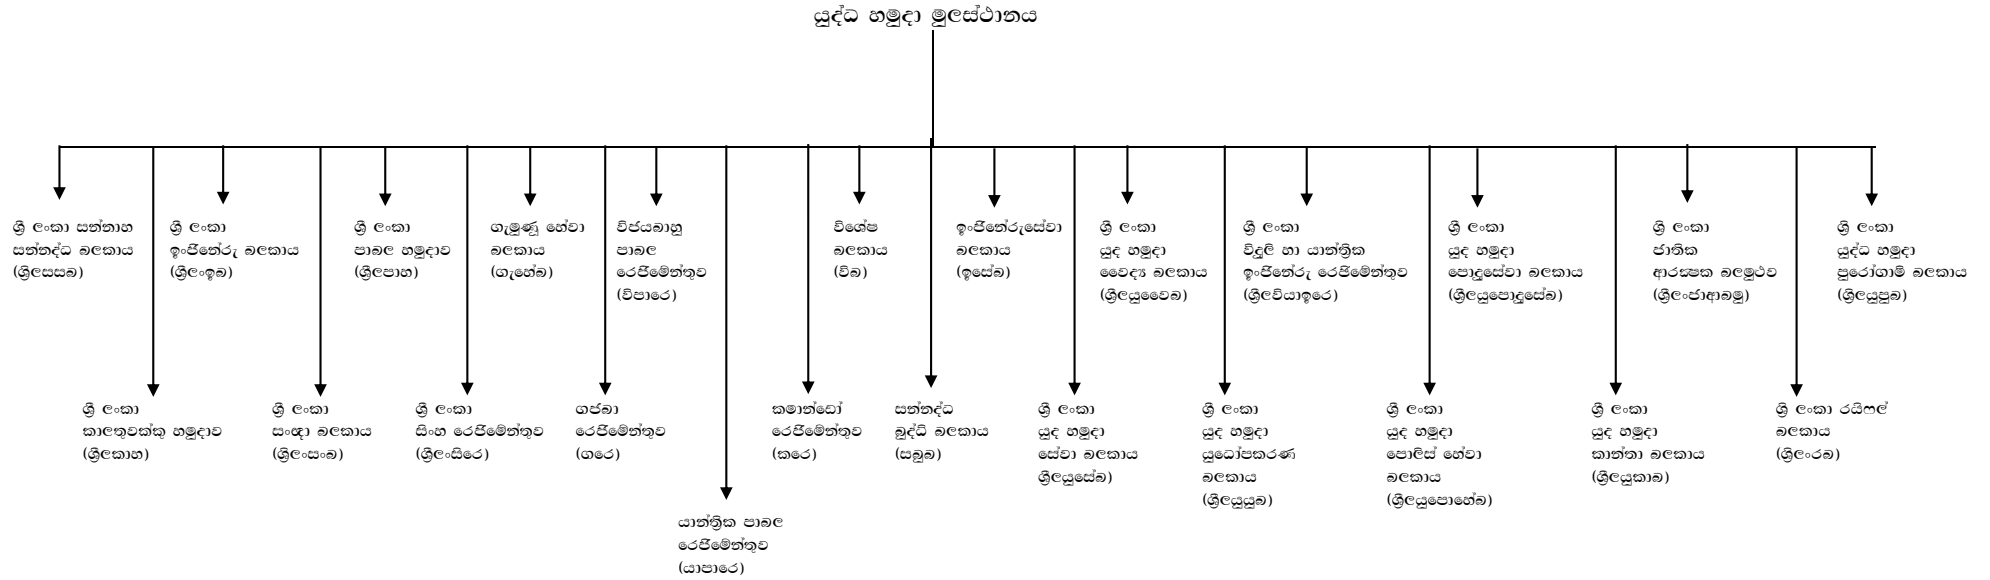 යුද්ධ හමුදා මූලස්ථානය
ශ්‍රී ලංකා සන්නාහ
සන්නද්ධ බලකාය
(ශ්‍රීලසසබ)
ශ්‍රී ලංකා
ඉංජිනේරු බලකාය
(ශ්‍රීලංඉබ)
ශ්‍රී ලංකා
පාබල හමුදාව
(ශ්‍රීලපාහ)
ගැමුණු හේවා
බලකාය
(ගැහේබ)
විජයබාහු
පාබල
රෙජිමේන්තුව
(විපාරෙ)
විශේෂ
බලකාය
(විබ)
ඉංජිනේරුසේවා
බලකාය
(ඉසේබ)
ශ්‍රී ලංකා
යුද හමුදා
වෛද්‍ය බලකාය
(ශ්‍රීලයුවෛබ)
ශ්‍රී ලංකා
විදුලි හා යාන්ත්‍රික
ඉංජිනේරු රෙජිමේන්තුව
(ශ්‍රීලවියාඉරෙ)
ශ්‍රී ලංකා
යුද හමුදා
පොදුසේවා බලකාය
(ශ්‍රීලයුපොදුසේබ)
ශ්‍රී ලංකා
ජාතික
ආරක්‍ෂක බලමුළුව
(ශ්‍රීලංජාආබමු)
ශ්‍රි ලංකා
යුද්ධ හමුදා
පුරෝගාමි බලකාය
(ශ්‍රීලයුපුබ)
ශ්‍රී ලංකා
කාලතුවක්කු හමුදාව
(ශ්‍රීලකාහ)
ශ්‍රී ලංකා
සංඥා බලකාය
(ශ්‍රීලංසංබ)
ශ්‍රී ලංකා
සිංහ රෙජිමේන්තුව
(ශ්‍රීලංසිරෙ)
ගජබා
රෙජිමේන්තුව
(ගරෙ)
කමාන්ඩෝ
රෙජිමේන්තුව
(කරෙ)
සන්නද්ධ
බුද්ධි බලකාය
(සබුබ)
ශ්‍රී ලංකා
යුද හමුදා
සේවා බලකාය
ශ්‍රීලයුසේබ)
ශ්‍රී ලංකා
යුද හමුදා
යුධෝපකරණ
බලකාය
(ශ්‍රීලයුයුබ)
ශ්‍රී ලංකා
යුද හමුදා
පොලිස් හේවා
බලකාය
(ශ්‍රීලයුපොහේබ)
ශ්‍රී ලංකා
යුද හමුදා
කාන්තා බලකාය
(ශ්‍රීලයුකාබ)
ශ්‍රී ලංකා රයිෆල්
බලකාය
(ශ්‍රීලංරබ)
යාන්ත්‍රික පාබල
රෙජිමේන්තුව
(යාපාරෙ)